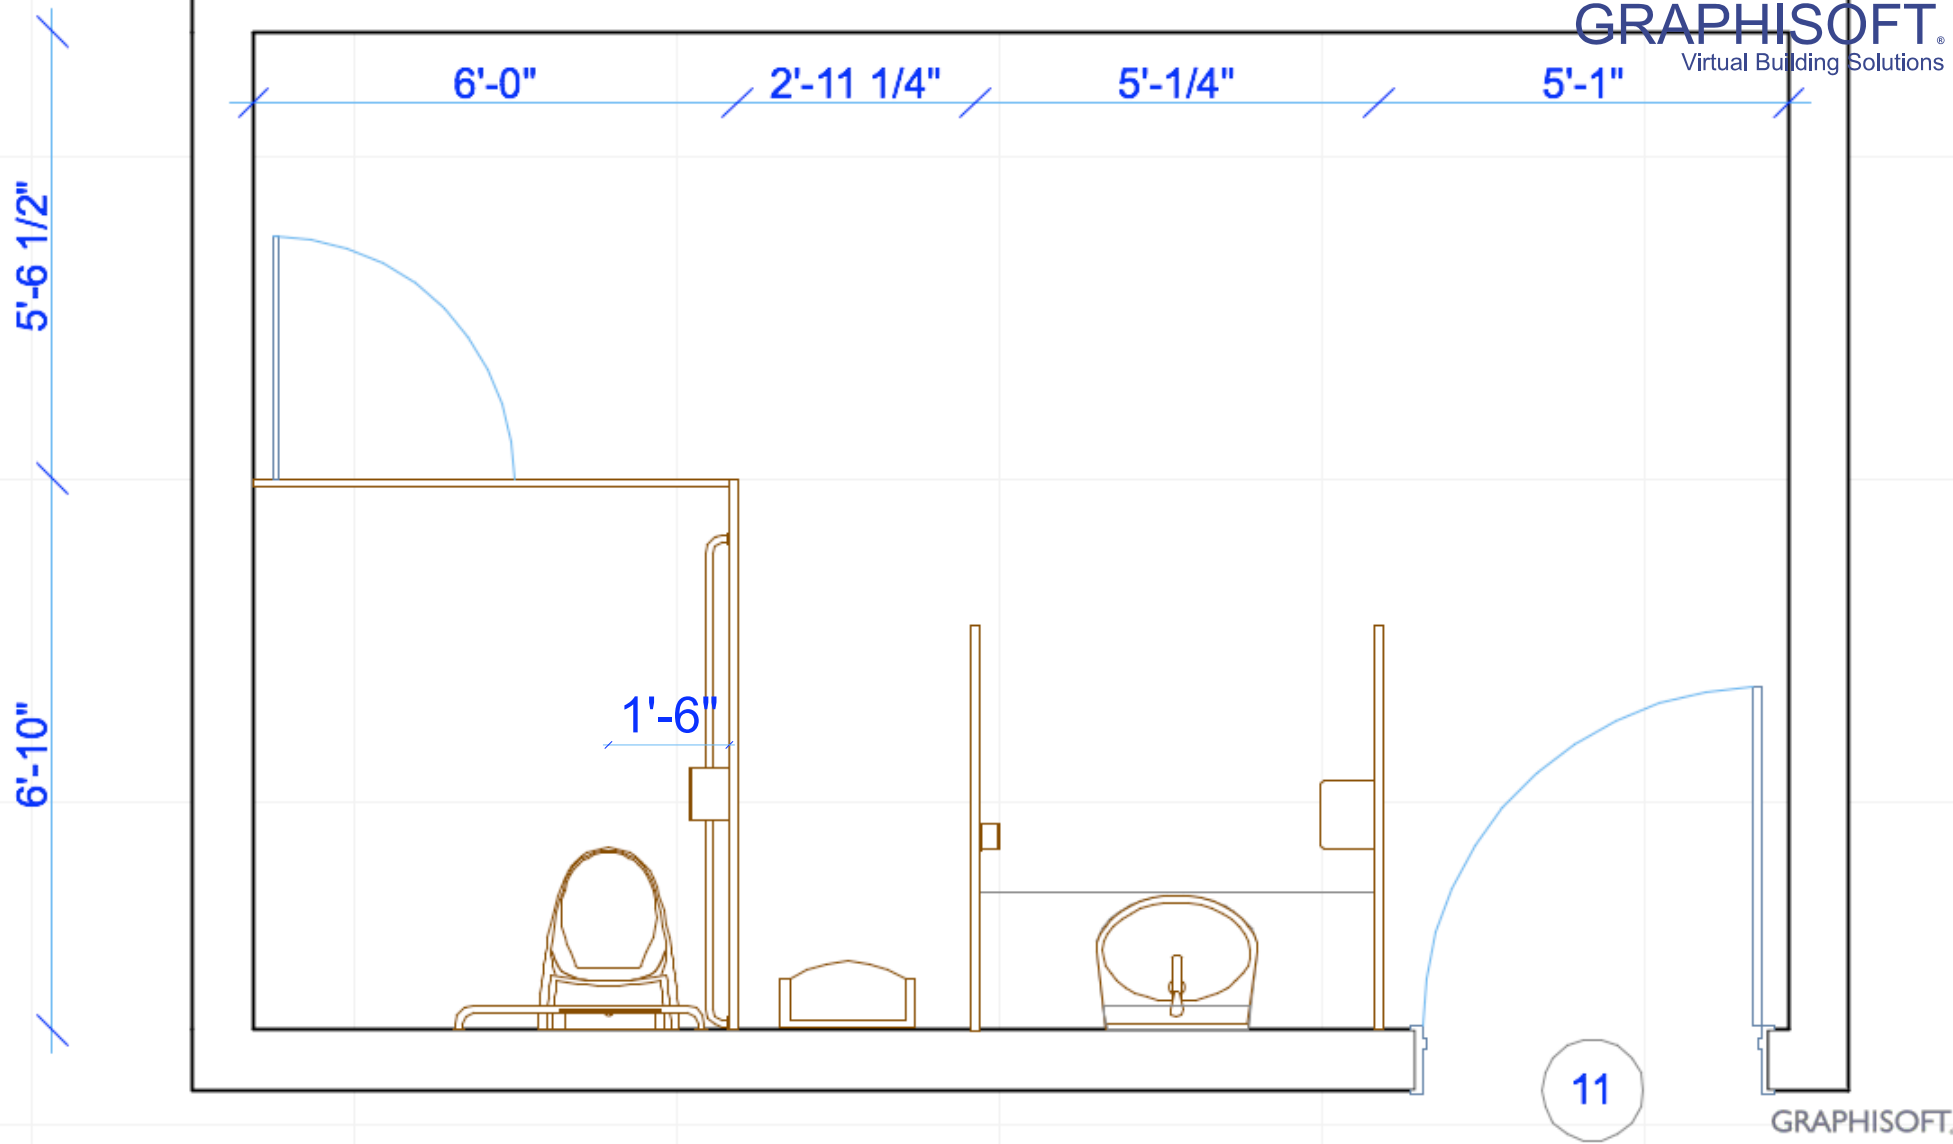 GRAPHISOFT®
Virtual Building Solutions
6'-0" 2'-11 1/4" 5'-1/4" 5'-1"
5'-6 1/2"
6'-10"
1'-6"
11
GRAPHISOFT.